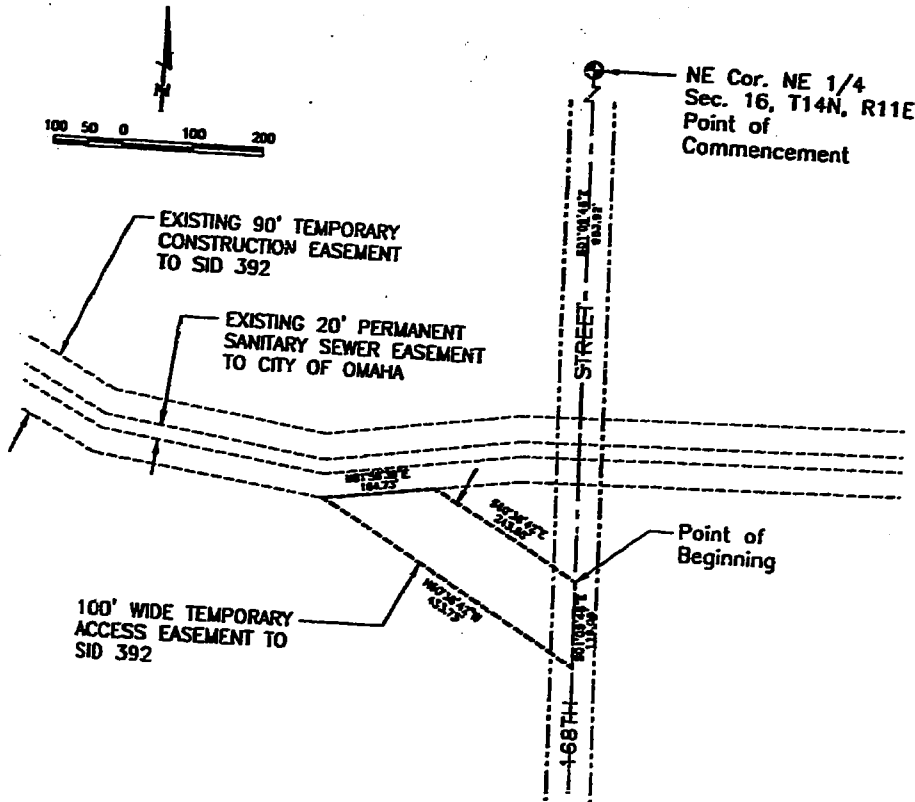 N
100 50 0 100 200
NE Cor. NE 1/4
Sec. 16, T14N, R11E
Point of
Commencement
EXISTING 90' TEMPORARY
CONSTRUCTION EASEMENT
TO SID 392
EXISTING 20' PERMANENT
SANITARY SEWER EASEMENT
TO CITY OF OMAHA
STREET
Point of
Beginning
100' WIDE TEMPORARY
ACCESS EASEMENT TO
SID 392
168TH